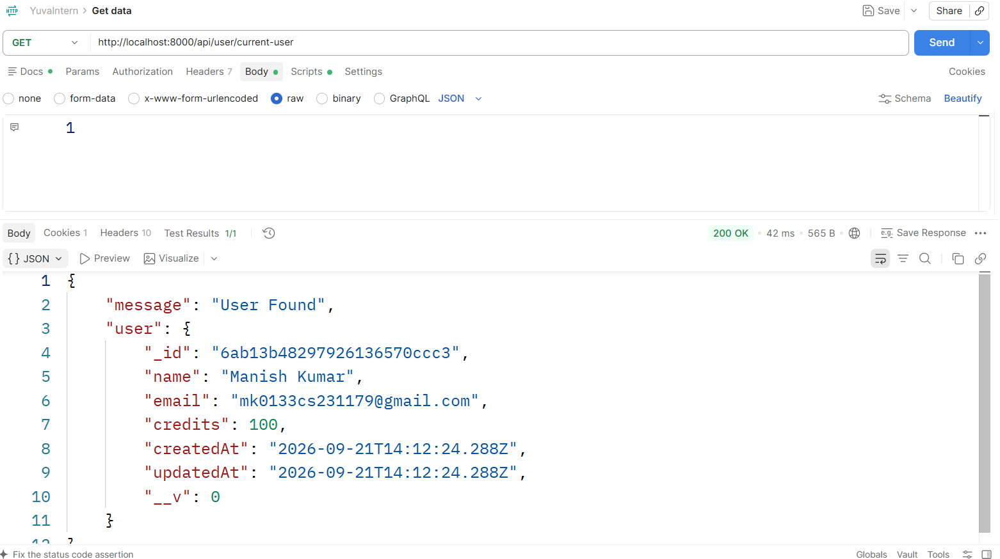 HTTP YuvaIntern > Get data Save Share
GET http://localhost:8000/api/user/current-user Send
Docs Params Authorization Headers 7 Body Scripts Settings Cookies
none form-data x-www-form-urlencoded raw binary GraphQL JSON Schema Beautify
1
Body Cookies 1 Headers 10 Test Results 1/1 200 OK • 42 ms • 565 B • e.g. Save Response
{} JSON Preview Visualize
1 {
2 "message": "User Found",
3 "user": {
4 "_id": "6ab13b48297926136570ccc3",
5 "name": "Manish Kumar",
6 "email": "mk0133cs231179@gmail.com",
7 "credits": 100,
8 "createdAt": "2026-09-21T14:12:24.288Z",
9 "updatedAt": "2026-09-21T14:12:24.288Z",
10 "__v": 0
11 }
12 }
Fix the status code assertion Globals Vault Tools